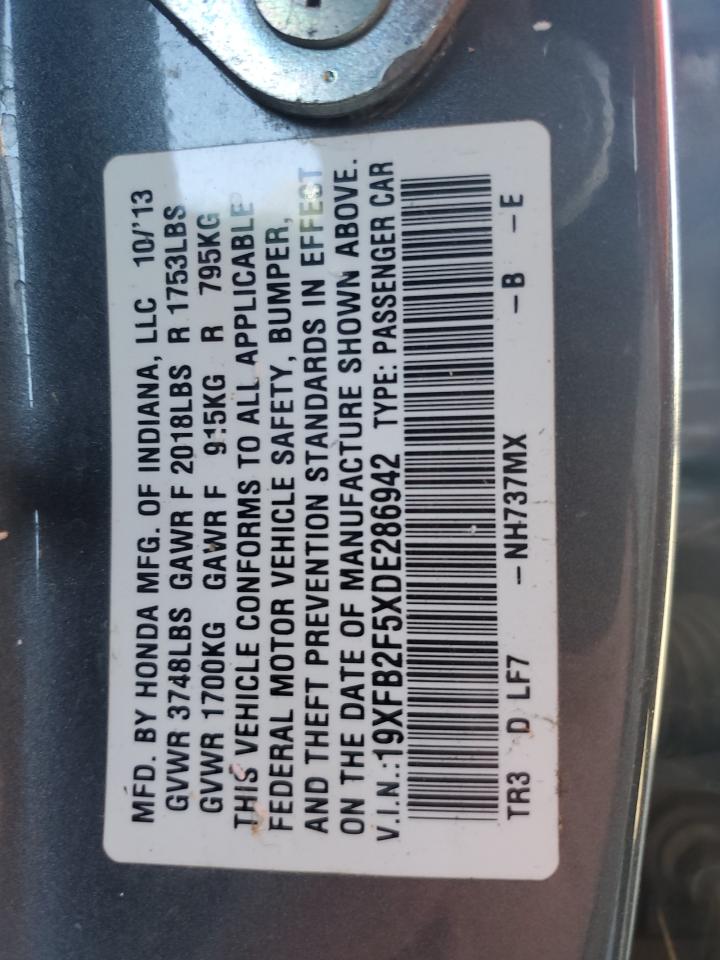 MFD. BY HONDA MFG. OF INDIANA, LLC 10/'13
GVWR 3748LBS GAWR F 2018LBS R 1753LBS
GVWR 1700KG GAWR F 915KG R 795KG
THIS VEHICLE CONFORMS TO ALL APPLICABLE
FEDERAL MOTOR VEHICLE SAFETY, BUMPER,
AND THEFT PREVENTION STANDARDS IN EFFECT
ON THE DATE OF MANUFACTURE SHOWN ABOVE.
V.I.N.:19XFB2F5XDE286942 TYPE: PASSENGER CAR
TR3 D LF7 –NH737MX –B –E